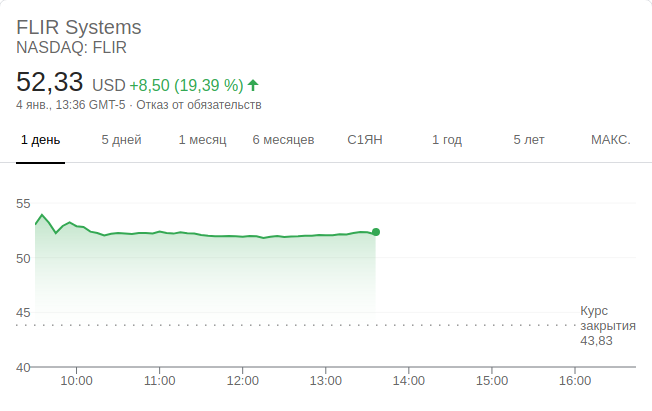 FLIR Systems
NASDAQ: FLIR
52,33 USD +8,50 (19,39 %)
4 янв., 13:36 GMT-5 · Отказ от обязательств
1 день 5 дней 1 месяц 6 месяцев С1ЯН 1 год 5 лет МАКС.
55
50
45
Курс
закрытия
43,83
40
10:00 11:00 12:00 13:00 14:00 15:00 16:00